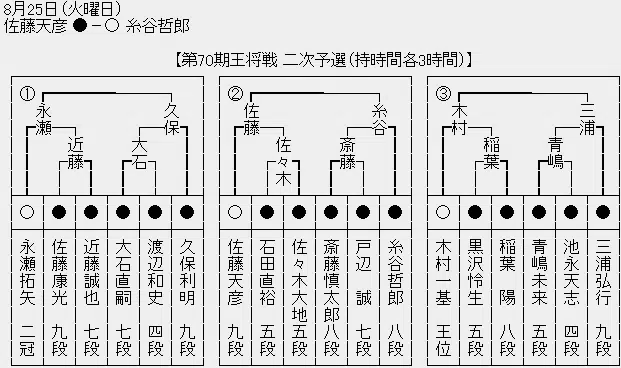 8月25日(火曜日)
佐藤天彦 ●－○ 糸谷哲郎
【第70期王将戦 二次予選(持時間各3時間)】
①
永瀬
久保
近藤
大石
○●●●●●
永瀬拓矢 二冠
佐藤康光 九段
近藤誠也 七段
大石直嗣 七段
渡辺和史 四段
久保利明 九段
②
佐藤
糸谷
佐々木
斎藤
○●●●●●
佐藤天彦 九段
石田直裕 五段
佐々木大地 五段
斎藤慎太郎 八段
戸辺 誠 七段
糸谷哲郎 八段
③
木村
三浦
稲葉
青嶋
○●●●●●
木村一基 王位
黒沢怜生 五段
稲葉 陽 八段
青嶋未来 五段
池永天志 四段
三浦弘行 九段